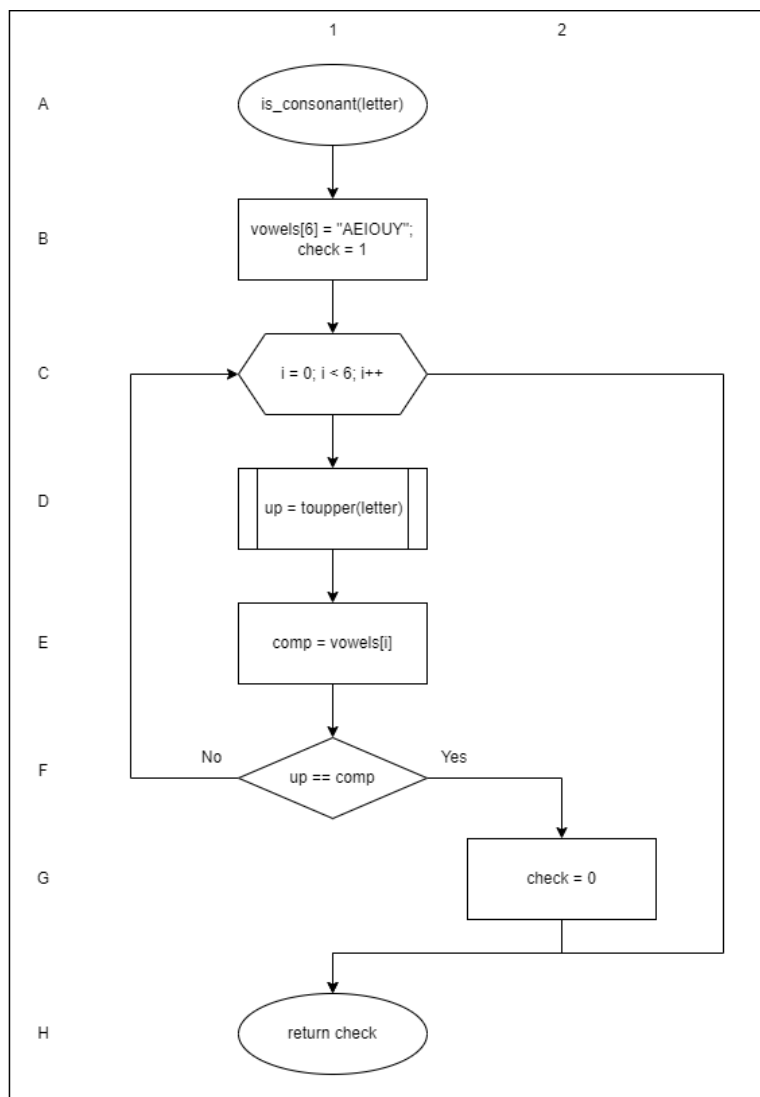 1 2
A is_consonant(letter)
B vowels[6] = "AEIOUY";
check = 1
C i = 0; i < 6; i++
D up = toupper(letter)
E comp = vowels[i]
No Yes
F up == comp
G check = 0
H return check